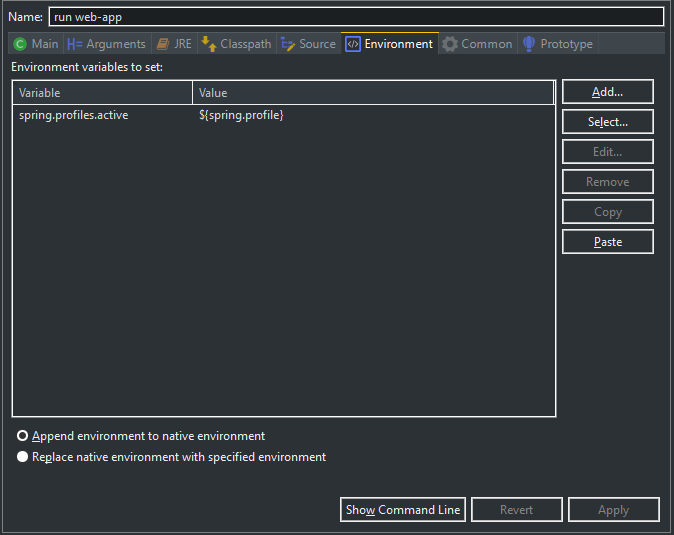 Name: run web-app
Main Arguments JRE Classpath Source Environment Common Prototype
Environment variables to set:
Variable Value
spring.profiles.active ${spring.profile}
Add...
Select...
Edit...
Remove
Copy
Paste
Append environment to native environment
Replace native environment with specified environment
Show Command Line Revert Apply